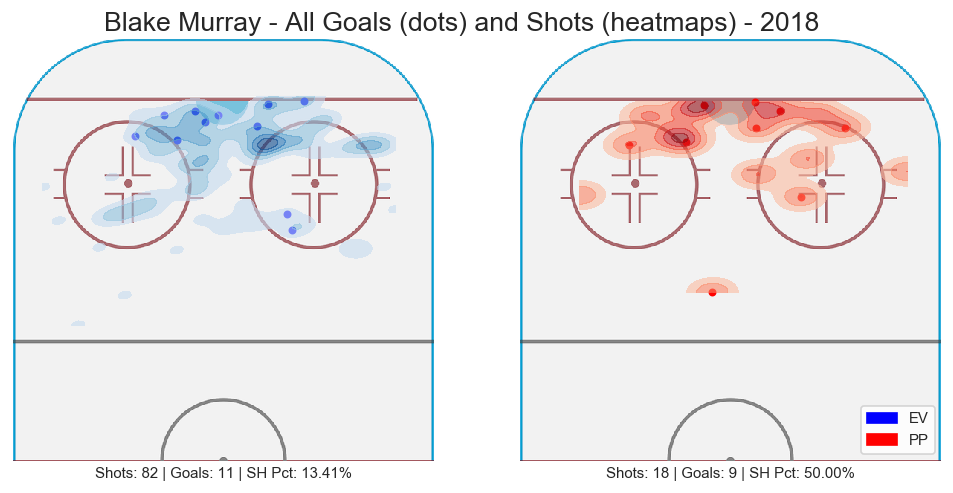 Blake Murray - All Goals (dots) and Shots (heatmaps) - 2018
EV
PP
Shots: 82 | Goals: 11 | SH Pct: 13.41%
Shots: 18 | Goals: 9 | SH Pct: 50.00%